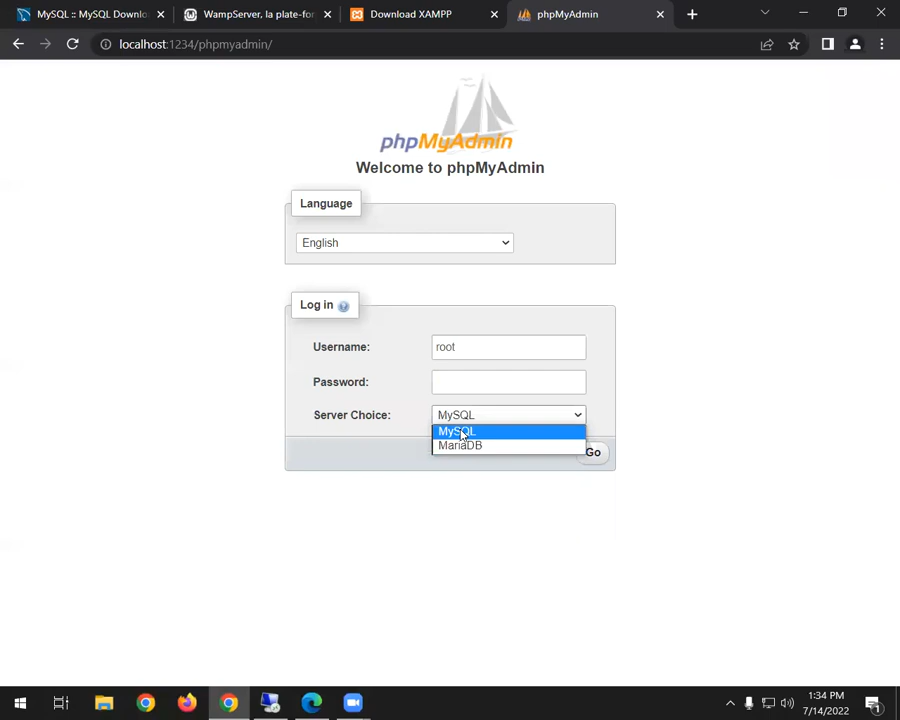 MySQL :: MySQL Downlo
WampServer, la plate-for
Download XAMPP
phpMyAdmin
localhost:1234/phpmyadmin/
phpMyAdmin
Welcome to phpMyAdmin
Language
English
Log in
Username:
root
Password:
Server Choice:
MySQL
MySQL
MariaDB
Go
1:34 PM
7/14/2022
1